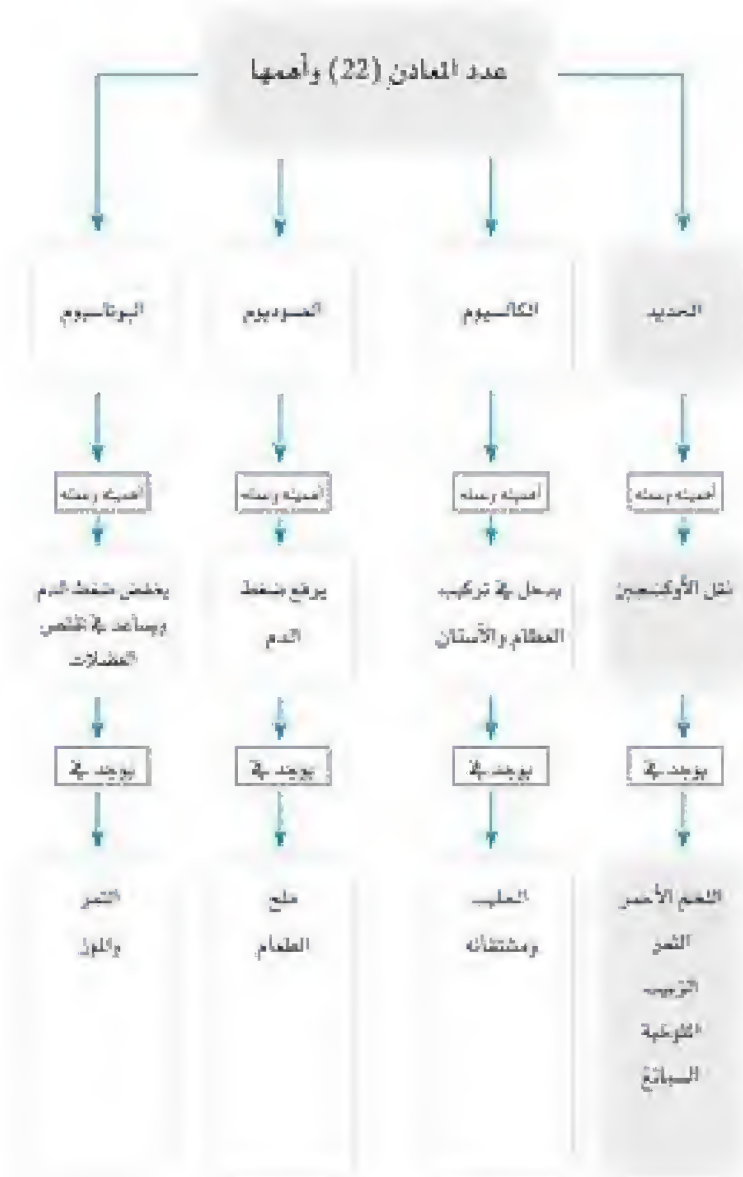 عدد المعادن (22) وأهمها
الحديد
الكالسيوم
الصوديوم
البوتاسيوم
أهميته وعمله
أهميته وعمله
أهميته وعمله
أهميته وعمله
نقل الأوكسجين
يدخل في تركيب
العظام والأسنان
يرفع ضغط
الدم
يخفض ضغط الدم
ويساعد في تقلص
العضلات
يوجد في
يوجد في
يوجد في
يوجد في
اللحم الأحمر
التمر
الزبيب
الملوخية
السبانخ
الحليب
ومشتقاته
ملح
الطعام
التمر
والموز